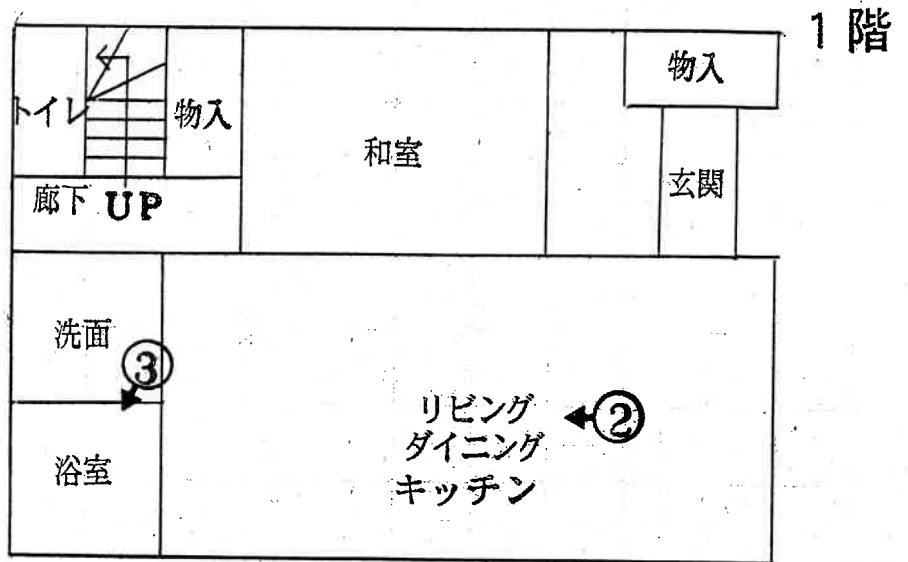 1階
物入
トイレ
物入
和室
玄関
廊下 UP
洗面
③
リビング
ダイニング
キッチン
②
浴室